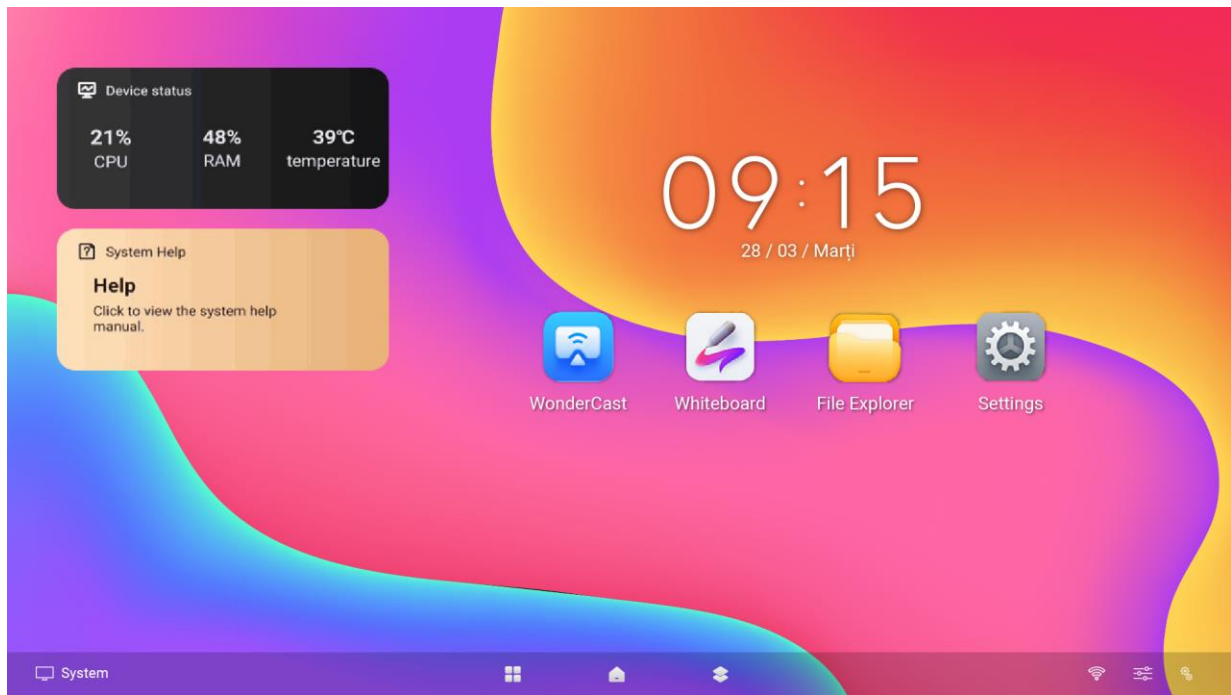 Device status
21% 48% 39℃
CPU RAM temperature
System Help
Help
Click to view the system help
manual.
09:15
28 / 03 / Marți
WonderCast Whiteboard File Explorer Settings
System